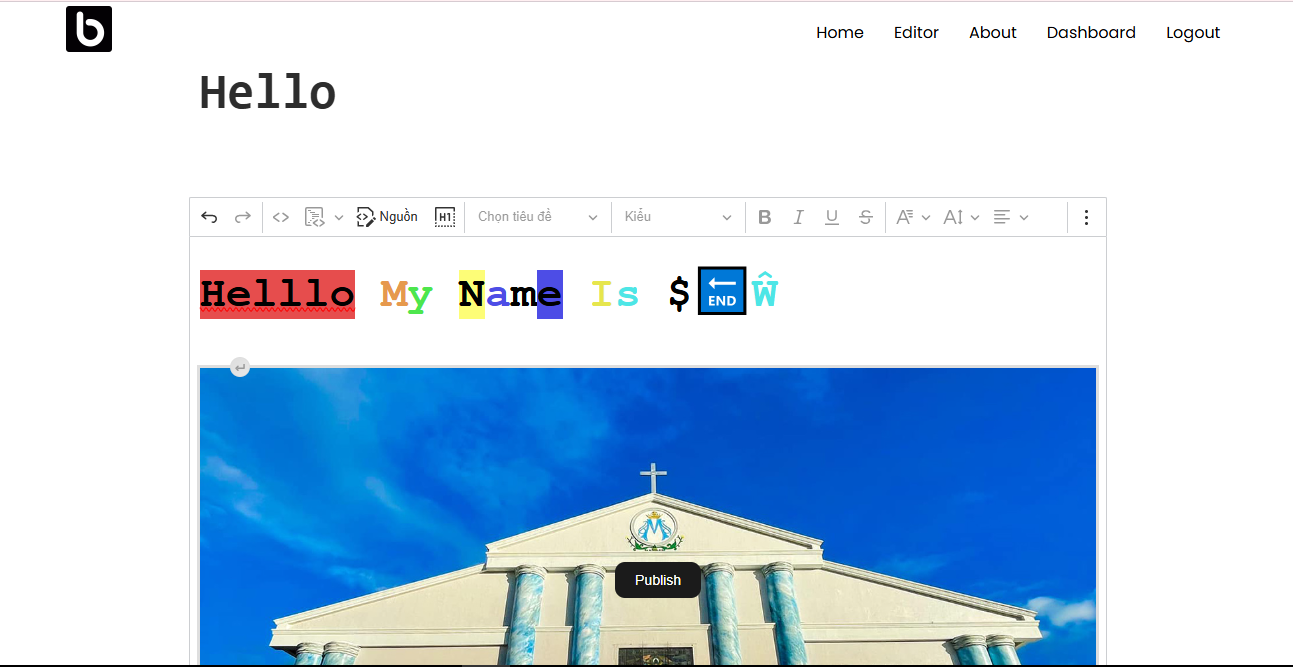 b
Home Editor About Dashboard Logout
Hello
Nguồn H1 Chọn tiêu đề Kiểu B I U S A A
Helllo My Name Is $🔚Ŵ
M
Publish